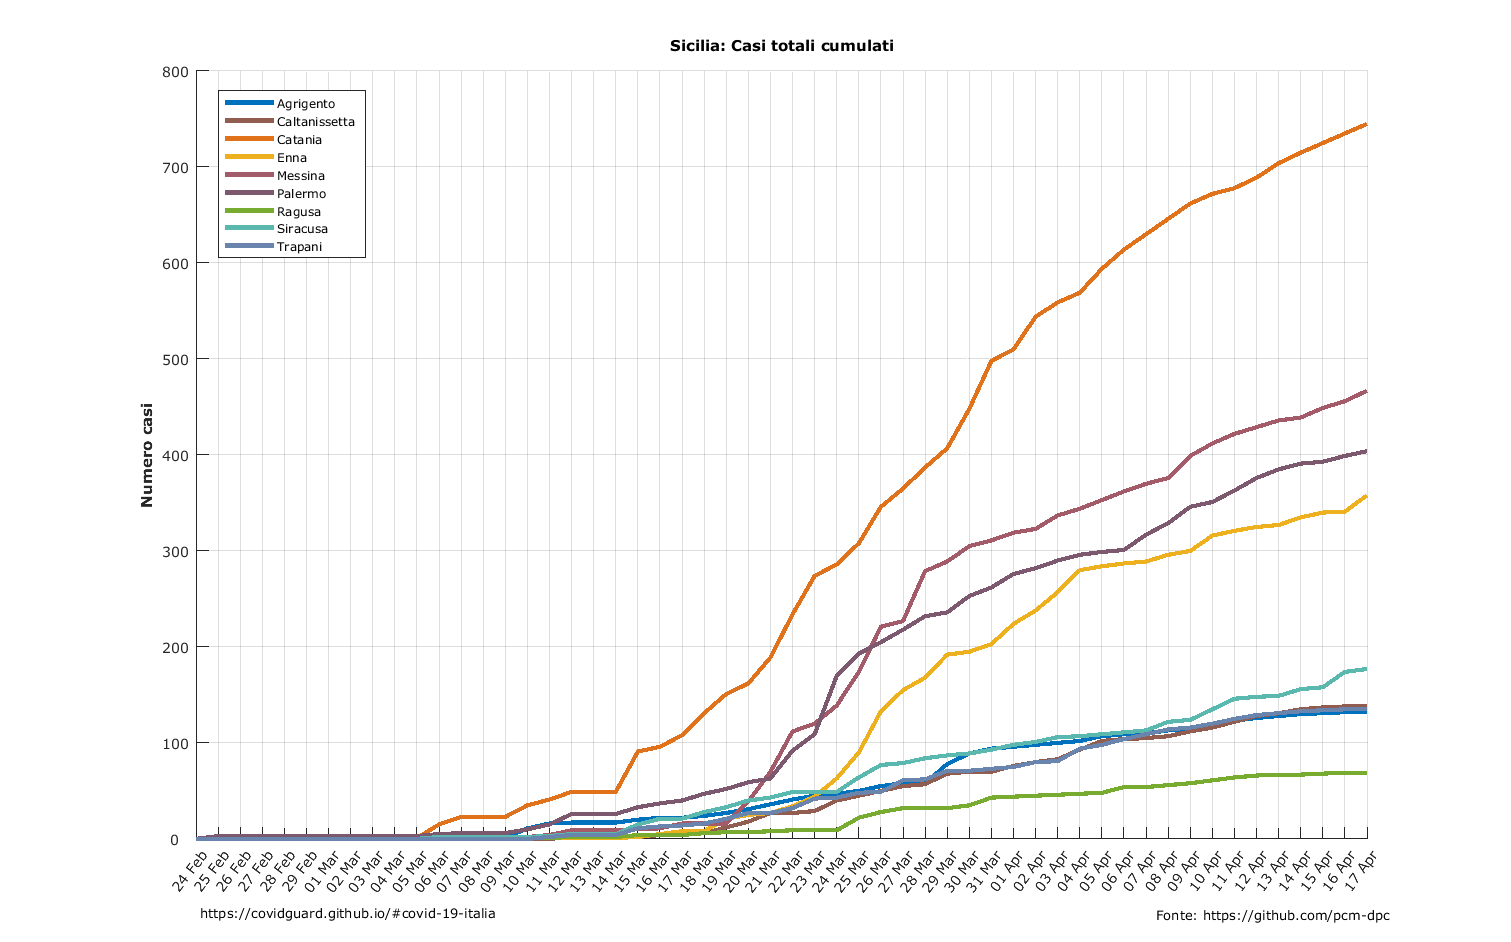 Sicilia: Casi totali cumulati
Numero casi
800
700
600
500
400
300
200
100
0
Agrigento
Caltanissetta
Catania
Enna
Messina
Palermo
Ragusa
Siracusa
Trapani
24 Feb
25 Feb
26 Feb
27 Feb
28 Feb
29 Feb
01 Mar
02 Mar
03 Mar
04 Mar
05 Mar
06 Mar
07 Mar
08 Mar
09 Mar
10 Mar
11 Mar
12 Mar
13 Mar
14 Mar
15 Mar
16 Mar
17 Mar
18 Mar
19 Mar
20 Mar
21 Mar
22 Mar
23 Mar
24 Mar
25 Mar
26 Mar
27 Mar
28 Mar
29 Mar
30 Mar
31 Mar
01 Apr
02 Apr
03 Apr
04 Apr
05 Apr
06 Apr
07 Apr
08 Apr
09 Apr
10 Apr
11 Apr
12 Apr
13 Apr
14 Apr
15 Apr
16 Apr
17 Apr
https://covidguard.github.io/#covid-19-italia
Fonte: https://github.com/pcm-dpc